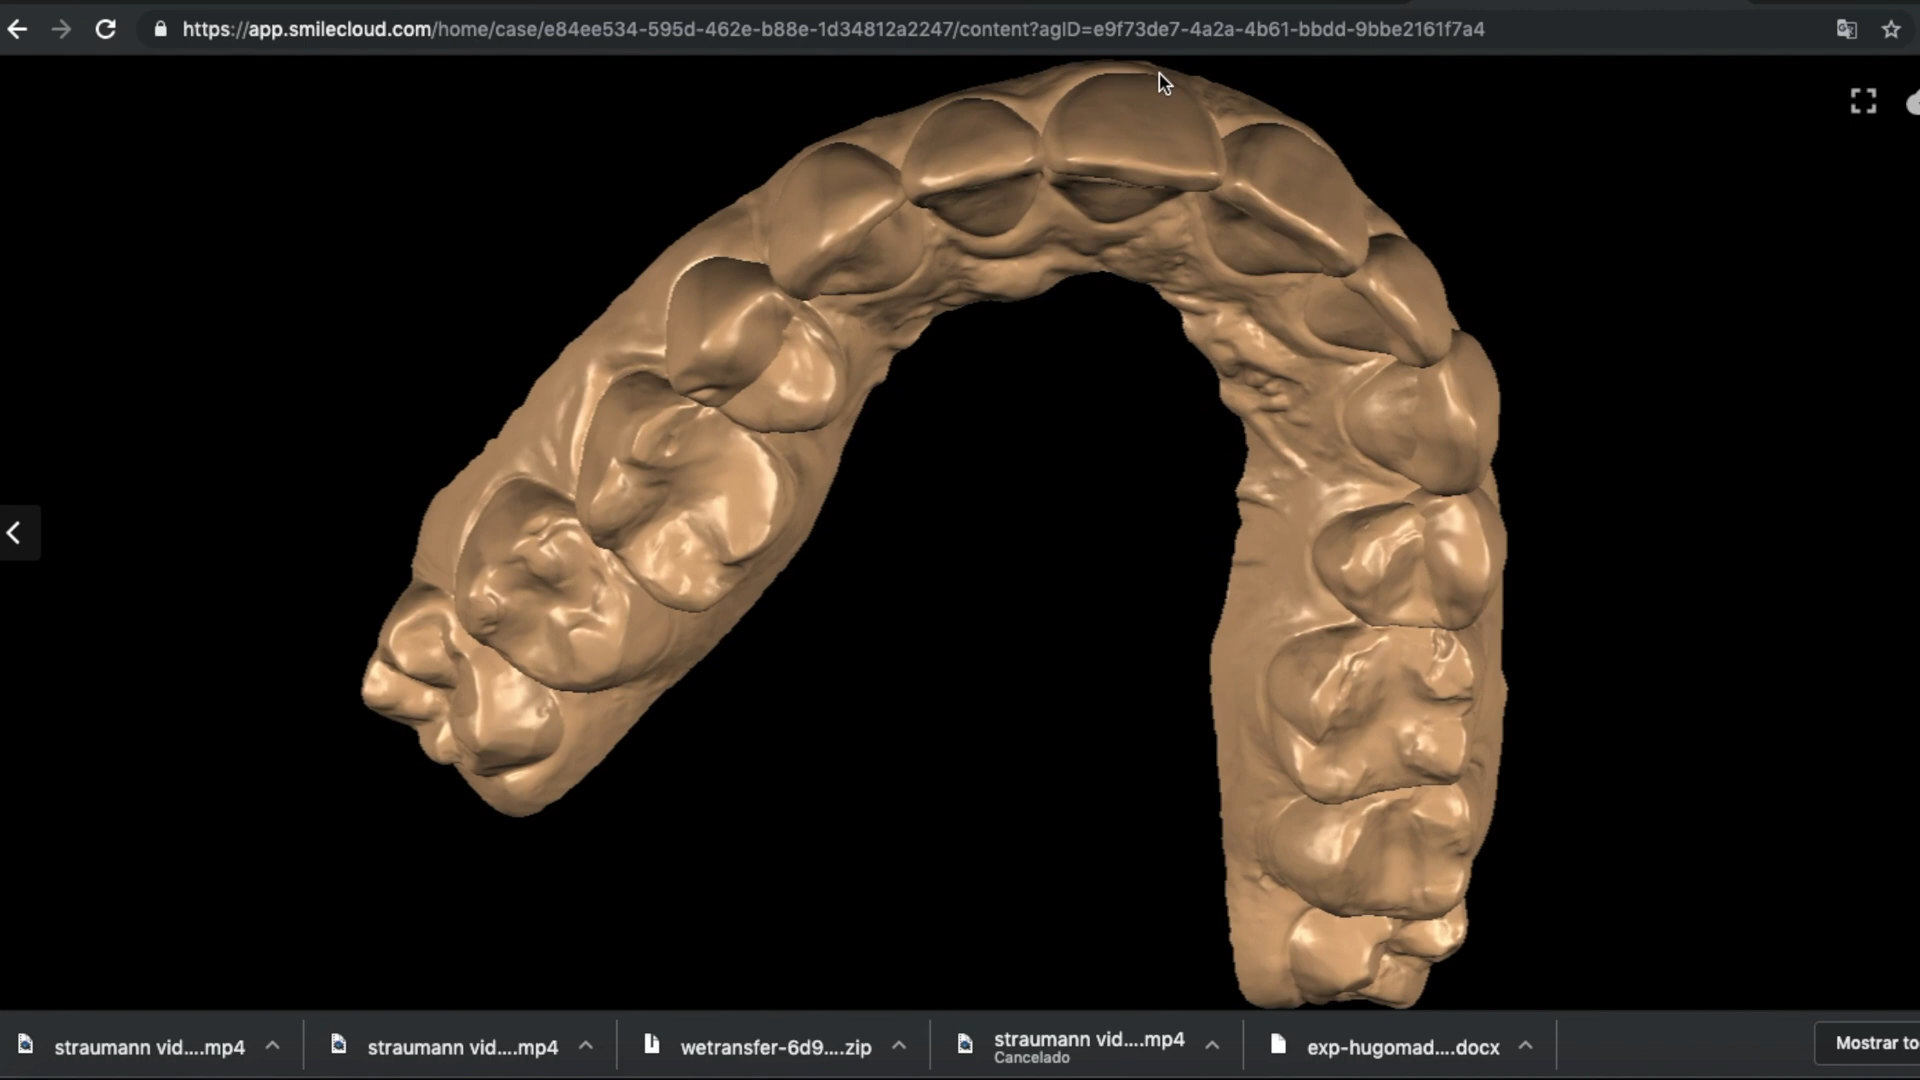 https://app.smilecloud.com/home/case/e84ee534-595d-462e-b88e-1d34812a2247/content?agID=e9f73de7-4a2a-4b61-bbdd-9bbe2161f7a4
straumann vid....mp4
straumann vid....mp4
wetransfer-6d9....zip
straumann vid....mp4
Cancelado
exp-hugomad....docx
Mostrar to